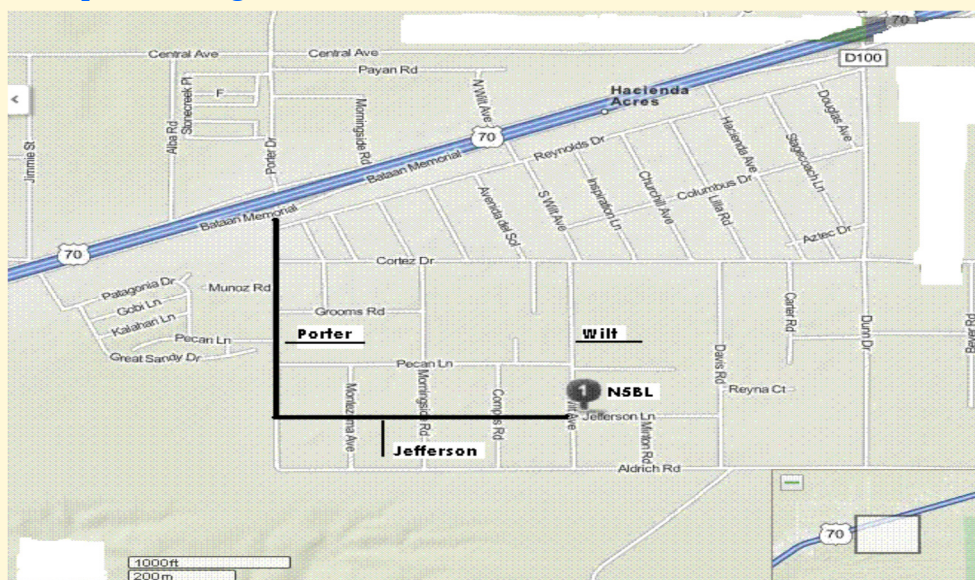 70
Central Ave
Central Ave
D100
Payan Rd
F
Stonecreek Pl
Alba Rd
Porter Dr
Morningside Rd
N Wilt Ave
Hacienda
Acres
Jimmie St
70
Bataan Memorial
Reynolds Dr
Douglas Ave
Stagecoach Ln
Hacienda Ave
Columbus Dr
Churchill Ave
Lilla Rd
Inspiration Ln
S Wilt Ave
Avenida del Sol
Bataan Memorial
Aztec Dr
70
Cortez Dr
Patagonia Dr
Munoz Rd
Gobi Ln
Kalahari Ln
Grooms Rd
Carter Rd
Dunn Dr
Pecan Ln
Great Sandy Dr
Porter
Wilt
Pecan Ln
Davis Rd
Reyna Ct
1
N5BL
Montezuma Ave
Morningside Rd
Compos Rd
Wilt Ave
Jefferson Ln
Minton Rd
Jefferson
Aldrich Rd
70
1000ft
200m